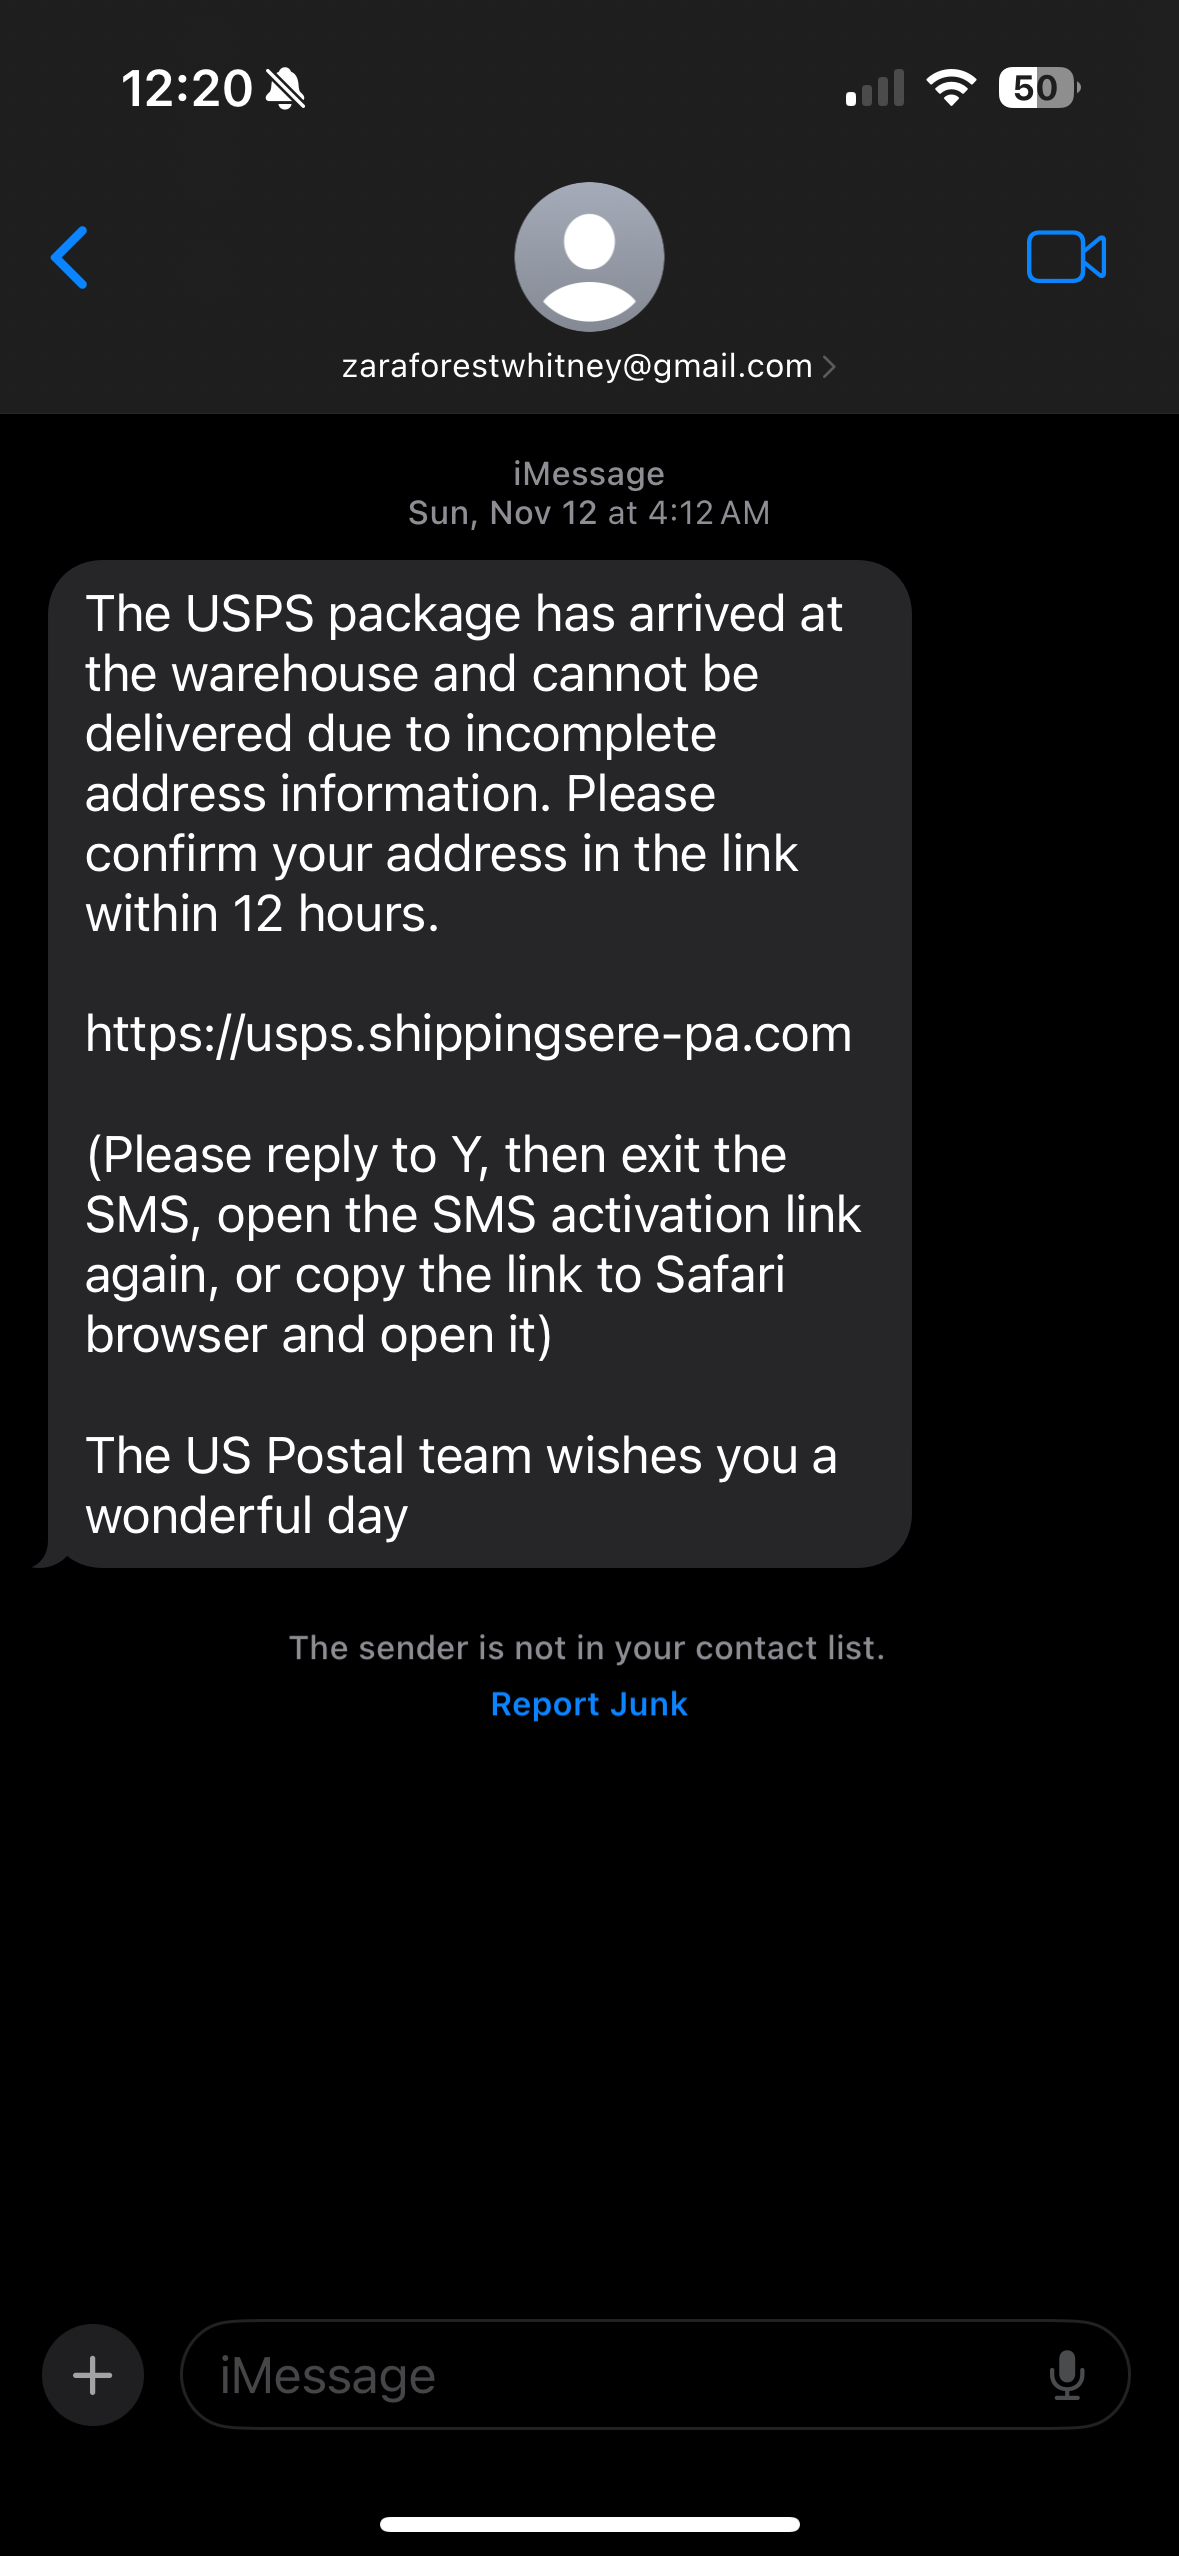 12:20
50
zaraforestwhitney@gmail.com
iMessage
Sun, Nov 12 at 4:12 AM
The USPS package has arrived at
the warehouse and cannot be
delivered due to incomplete
address information. Please
confirm your address in the link
within 12 hours.
https://usps.shippingsere-pa.com
(Please reply to Y, then exit the
SMS, open the SMS activation link
again, or copy the link to Safari
browser and open it)
The US Postal team wishes you a
wonderful day
The sender is not in your contact list.
Report Junk
iMessage